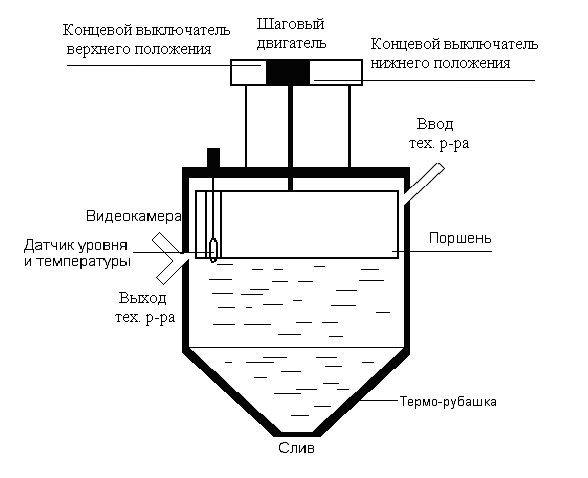 Концевой выключатель
верхнего положения
Шаговый
двигатель
Концевой выключатель
нижнего положения
Ввод
тех. р-ра
Видеокамера
Датчик уровня
и температуры
Поршень
Выход
тех. р-ра
Термо-рубашка
Слив